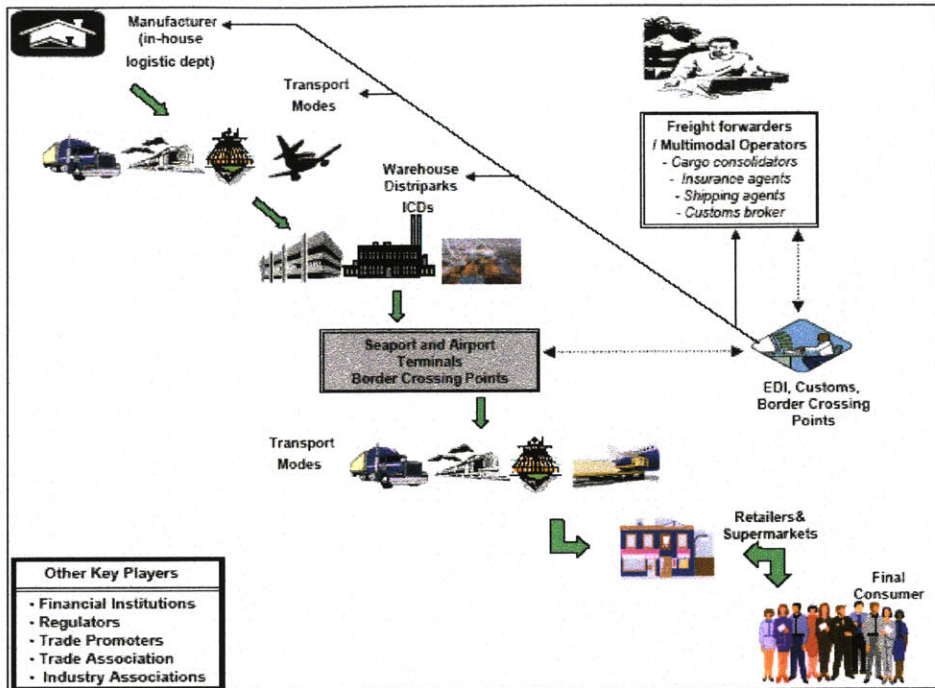 Manufacturer
(in-house
logistic dept)
Transport
Modes
Warehouse
Distriparks
ICDs
Freight forwarders
/ Multimodal Operators
- Cargo consolidators
- Insurance agents
- Shipping agents
- Customs broker
Seaport and Airport
Terminals
Border Crossing Points
EDI, Customs,
Border Crossing
Points
Transport
Modes
Retailers&
Supermarkets
Final
Consumer
Other Key Players
· Financial Institutions
· Regulators
· Trade Promoters
· Trade Association
· Industry Associations